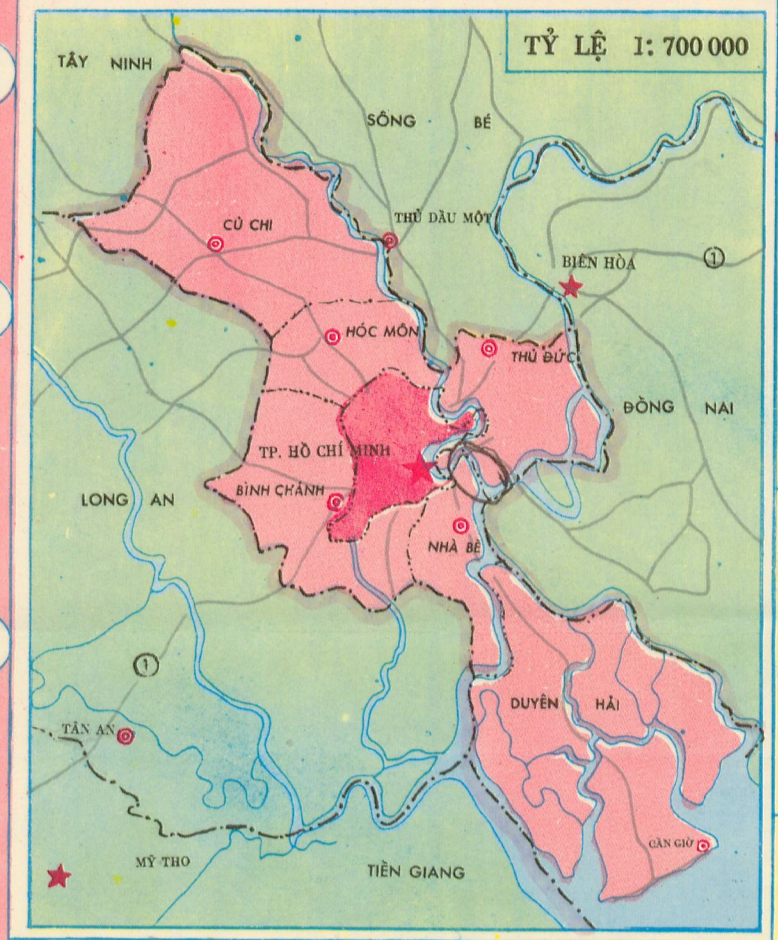 TỶ LỆ I: 700 000
TÂY NINH
SÔNG BÉ
THỦ DẦU MỘT
CỦ CHI
BIÊN HÒA
1
HÓC MÔN
THỦ ĐỨC
ĐỒNG NAI
TP. HỒ CHÍ MINH
BÌNH CHÁNH
LONG AN
NHÀ BÈ
1
DUYÊN HẢI
TÂN AN
CẦN GIỜ
MỸ THO
TIỀN GIANG